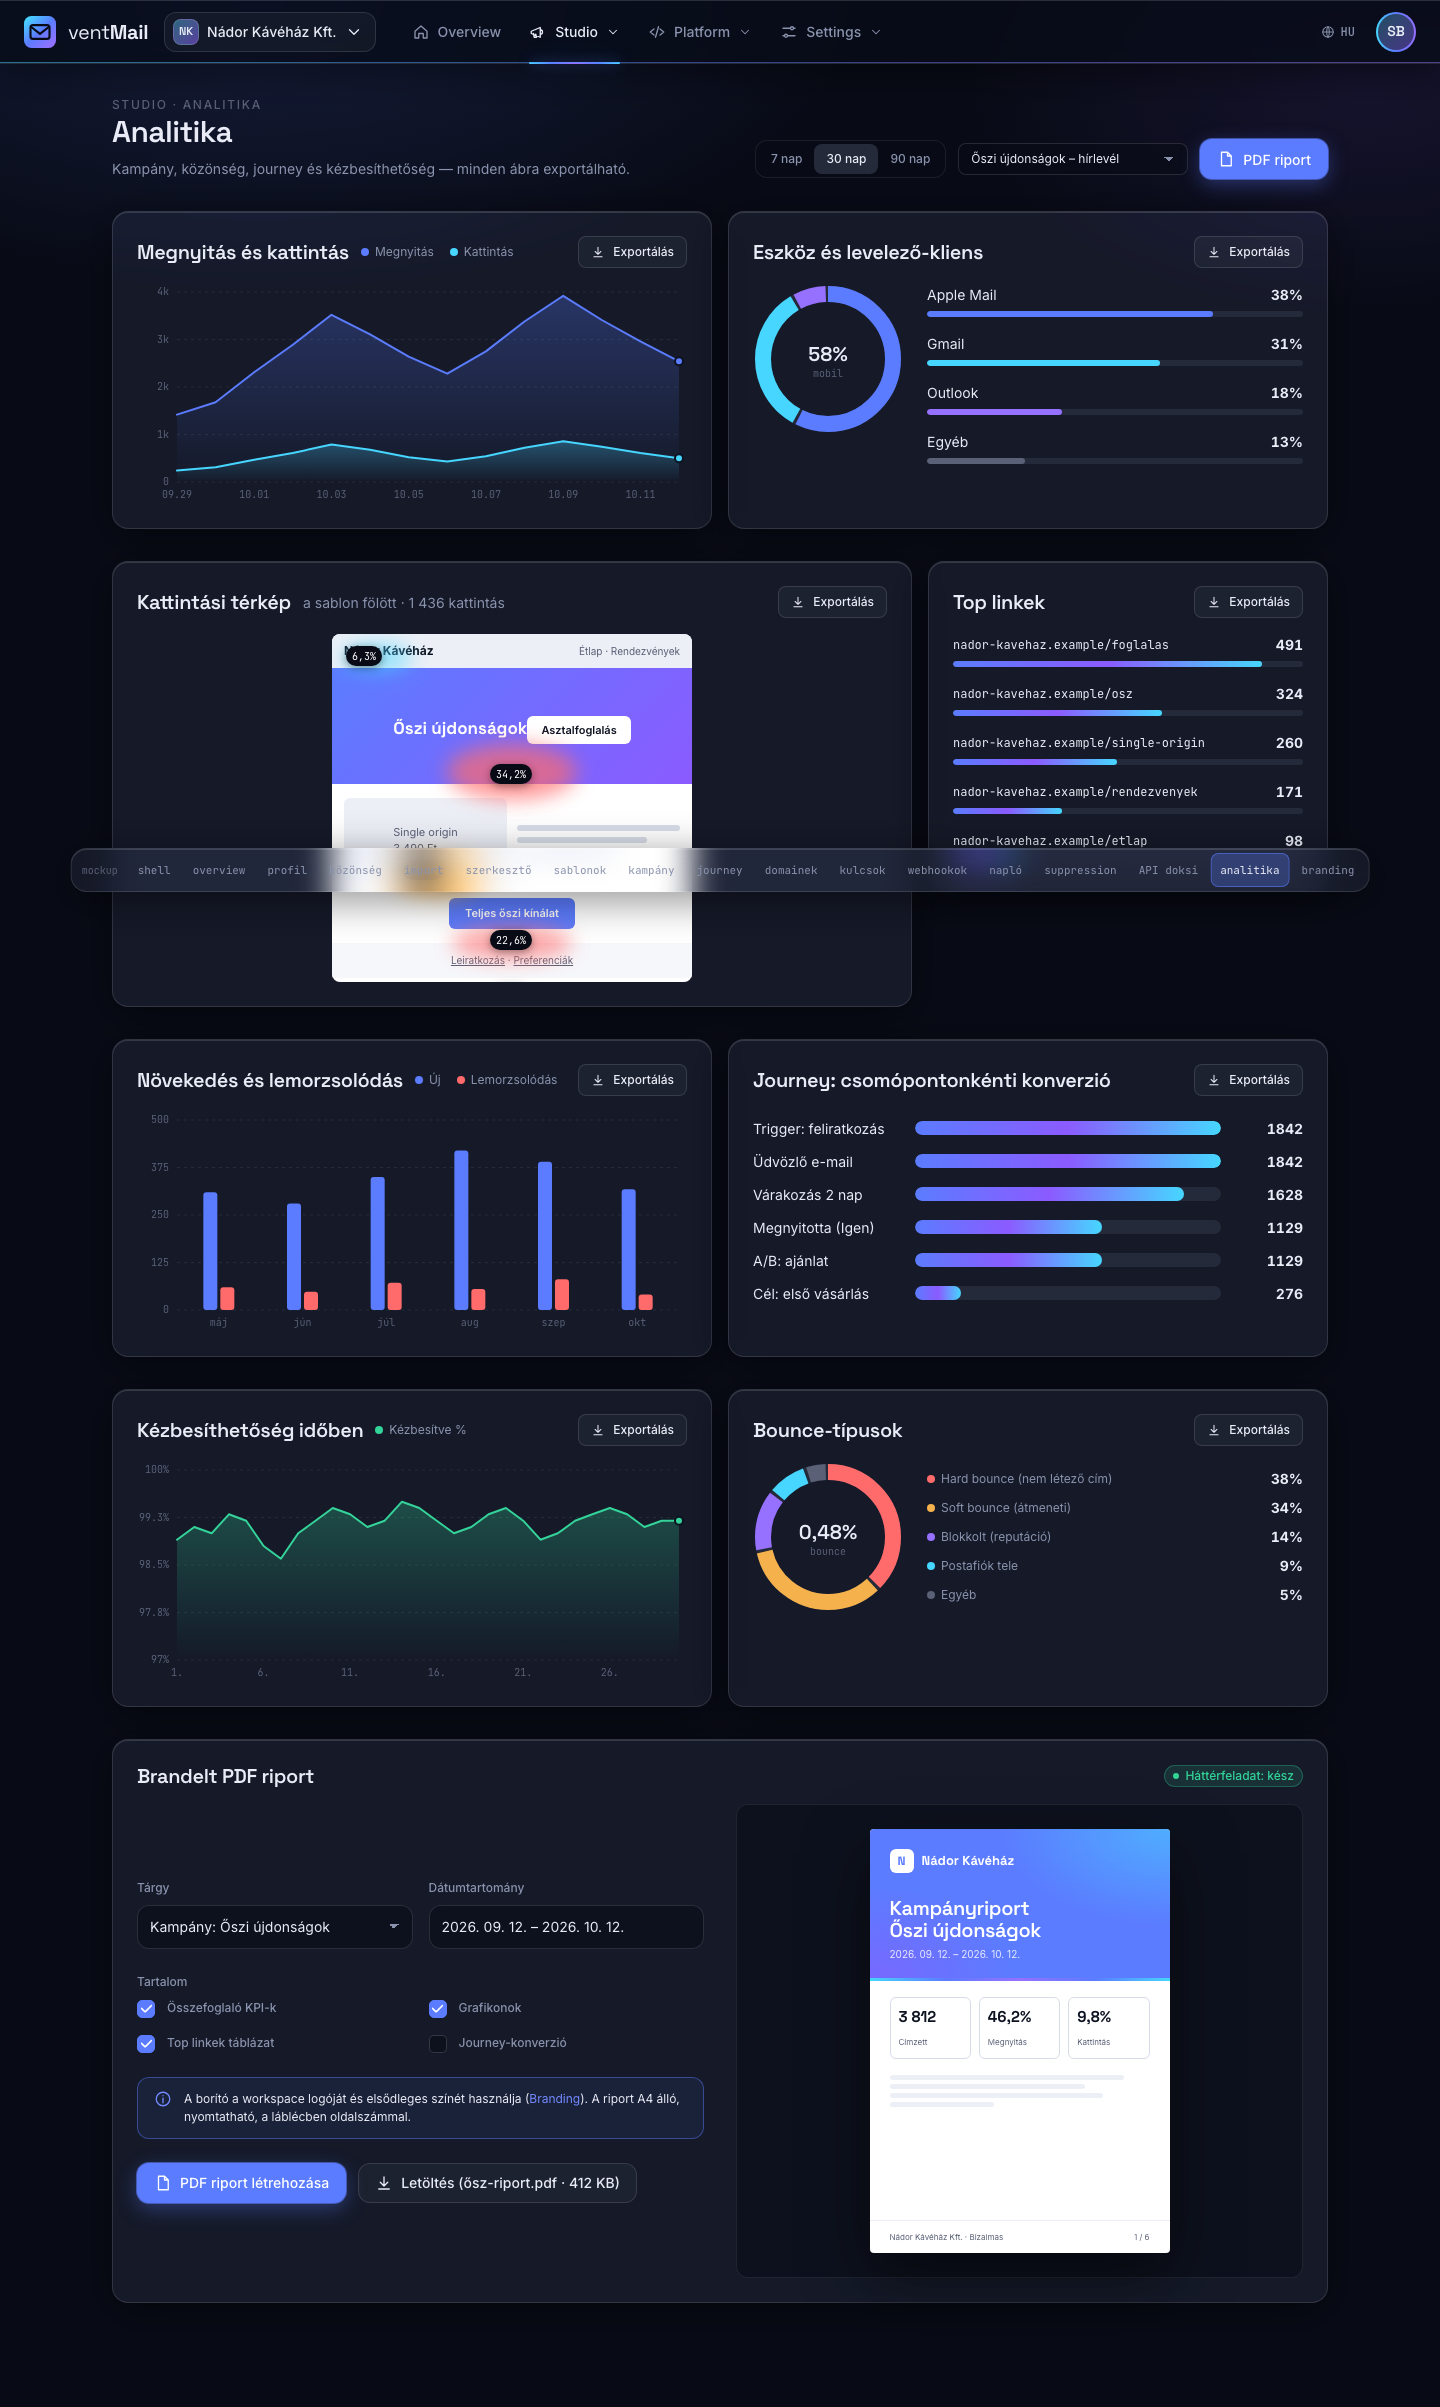 ventMail NK Nádor Kávéház Kft. Overview Studio Platform Settings HU SB
STUDIO · ANALITIKA
Analitika
Kampány, közönség, journey és kézbesíthetőség — minden ábra exportálható.
7 nap 30 nap 90 nap Őszi újdonságok – hírlevél PDF riport
Megnyitás és kattintás Megnyitás Kattintás Exportálás
4k
3k
2k
1k
0
09.29 10.01 10.03 10.05 10.07 10.09 10.11
Eszköz és levelező-kliens Exportálás
58%
mobil
Apple Mail 38%
Gmail 31%
Outlook 18%
Egyéb 13%
Kattintási térkép a sablon fölött · 1 436 kattintás Exportálás
Kávéház Étlap · Rendezvények
6,3%
Őszi újdonságok Asztalfoglalás
34,2%
Single origin
Teljes őszi kínálat
22,6%
Leiratkozás · Preferenciák
Top linkek Exportálás
nador-kavehaz.example/foglalas 491
nador-kavehaz.example/osz 324
nador-kavehaz.example/single-origin 260
nador-kavehaz.example/rendezvenyek 171
nador-kavehaz.example/etlap 98
mockup shell overview profil közönség import szerkesztő sablonok kampány journey domainek kulcsok webhookok napló suppression API doksi analitika branding
Növekedés és lemorzsolódás Új Lemorzsolódás Exportálás
500
375
250
125
0
máj jún júl aug szep okt
Journey: csomópontonkénti konverzió Exportálás
Trigger: feliratkozás 1842
Üdvözlő e-mail 1842
Várakozás 2 nap 1628
Megnyitotta (Igen) 1129
A/B: ajánlat 1129
Cél: első vásárlás 276
Kézbesíthetőség időben Kézbesítve % Exportálás
100%
99.3%
98.5%
97.8%
97%
1. 6. 11. 16. 21. 26.
Bounce-típusok Exportálás
0,48%
bounce
Hard bounce (nem létező cím) 38%
Soft bounce (átmeneti) 34%
Blokkolt (reputáció) 14%
Postafiók tele 9%
Egyéb 5%
Brandelt PDF riport Háttérfeladat: kész
Tárgy Dátumtartomány
Kampány: Őszi újdonságok 2026. 09. 12. – 2026. 10. 12.
Tartalom
Összefoglaló KPI-k Grafikonok
Top linkek táblázat Journey-konverzió
A borító a workspace logóját és elsődleges színét használja (Branding). A riport A4 álló,
nyomtatható, a láblécben oldalszámmal.
PDF riport létrehozása Letöltés (ősz-riport.pdf · 412 KB)
N Nádor Kávéház
Kampányriport
Őszi újdonságok
2026. 09. 12. – 2026. 10. 12.
3 812 46,2% 9,8%
Címzett Megnyitás Kattintás
Nádor Kávéház Kft. · Bizalmas 1 / 6